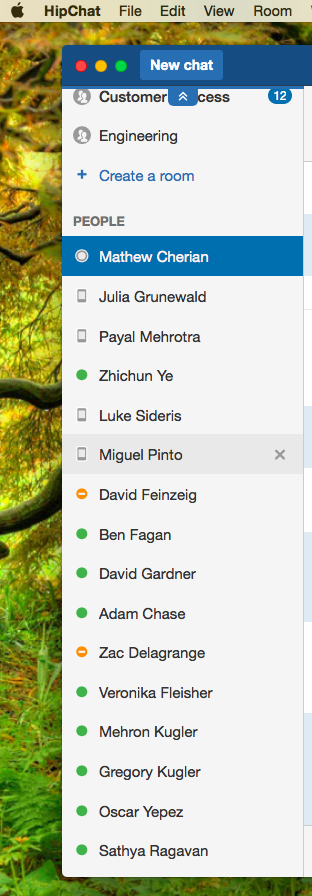 HipChat File Edit View Room
New chat
Customer cess
12
Engineering
+ Create a room
PEOPLE
Mathew Cherian
Julia Grunewald
Payal Mehrotra
Zhichun Ye
Luke Sideris
Miguel Pinto
David Feinzeig
Ben Fagan
David Gardner
Adam Chase
Zac Delagrange
Veronika Fleisher
Mehron Kugler
Gregory Kugler
Oscar Yepez
Sathya Ragavan